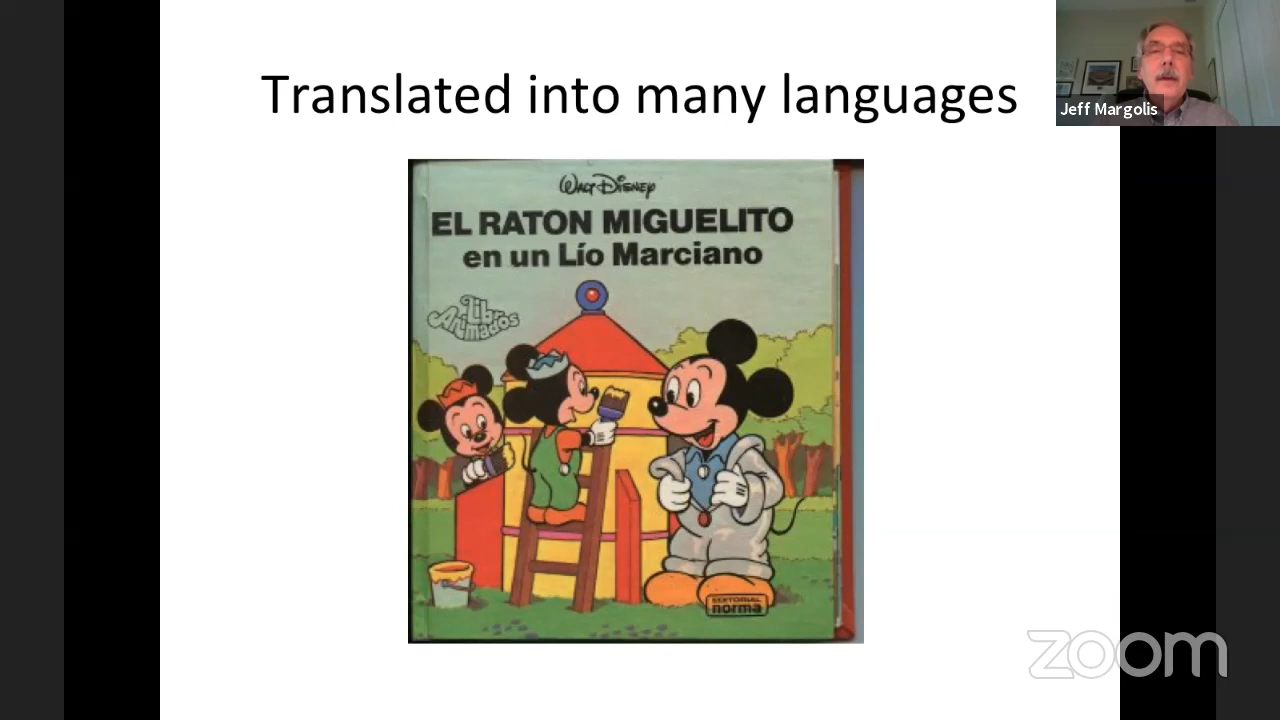 Translated into many languages
Jeff Margolis
WALT DISNEY
EL RATON MIGUELITO
en un Lío Marciano
Libros
Animados
EDITORIAL
norma
zoom